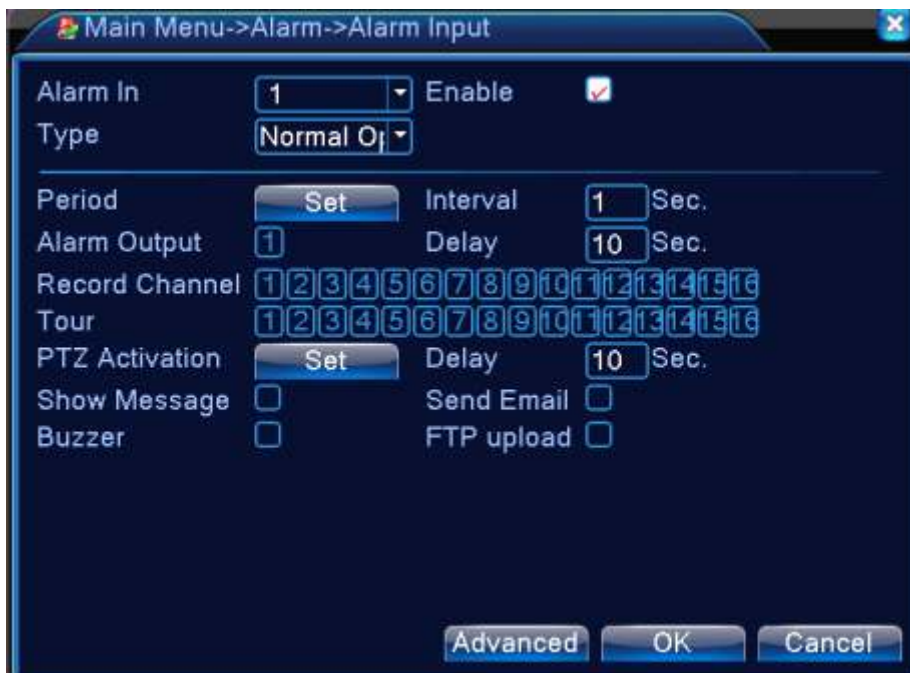 Main Menu->Alarm->Alarm Input
Alarm In 1 Enable
Type Normal Op
Period Set Interval 1 Sec.
Alarm Output 1 Delay 10 Sec.
Record Channel 1 2 3 4 5 6 7 8 9 10 11 12 13 14 15 16
Tour 1 2 3 4 5 6 7 8 9 10 11 12 13 14 15 16
PTZ Activation Set Delay 10 Sec.
Show Message Send Email
Buzzer FTP upload
Advanced OK Cancel